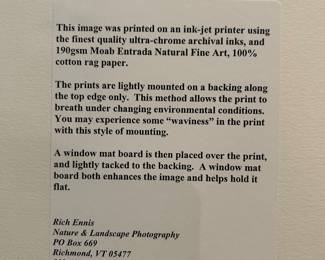 This image was printed on an ink-jet printer using
the finest quality ultra-chrome archival inks, and
190gsm Moab Entrada Natural Fine Art, 100%
cotton rag paper.
The prints are lightly mounted on a backing along
the top edge only. This method allows the print to
breath under changing environmental conditions.
You may experience some "waviness" in the print
with this style of mounting.
A window mat board is then placed over the print,
and lightly tacked to the backing. A window mat
board both enhances the image and helps hold it
flat.
Rich Ennis
Nature & Landscape Photography
PO Box 669
Richmond, VT 05477